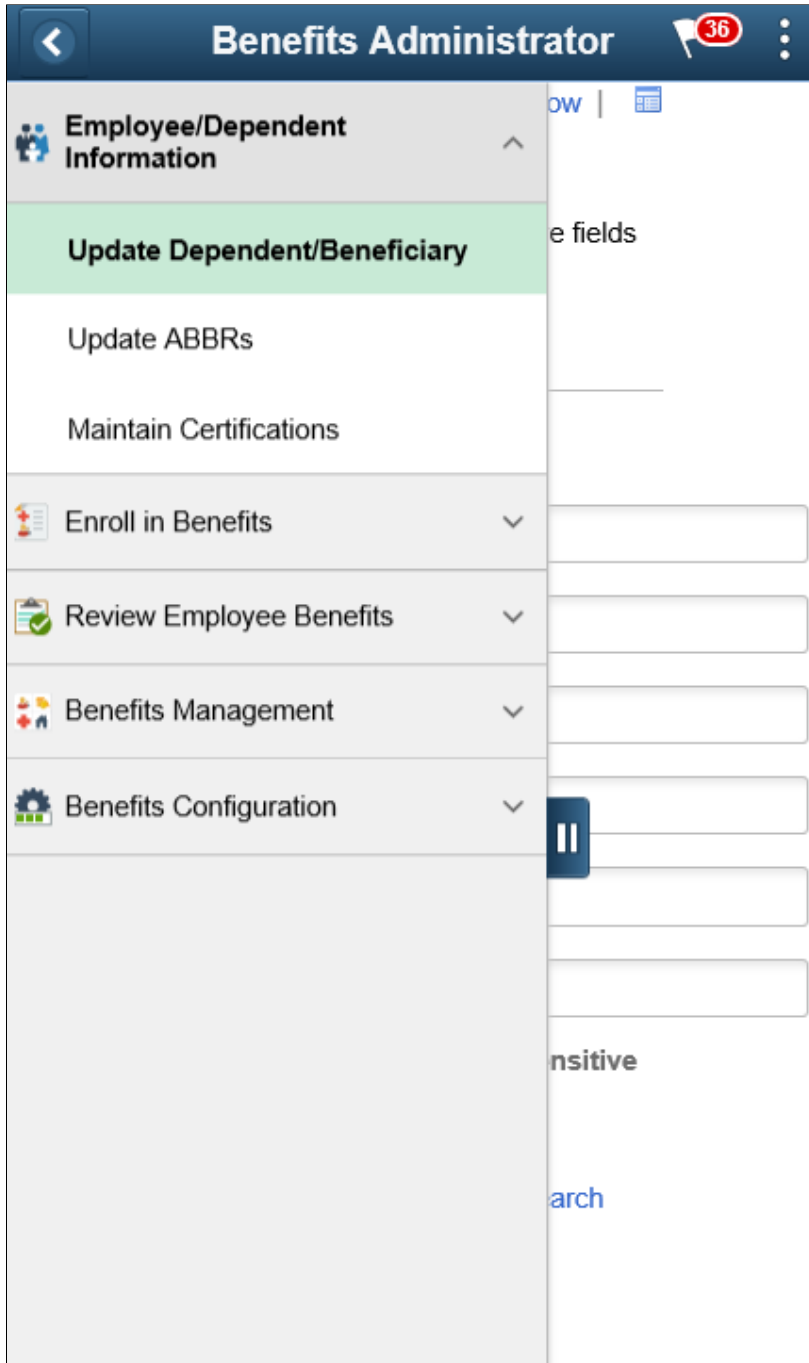 Benefits Administrator
36
Employee/Dependent
Information
ow |
Update Dependent/Beneficiary
e fields
Update ABBRs
Maintain Certifications
Enroll in Benefits
Review Employee Benefits
Benefits Management
Benefits Configuration
nsitive
arch